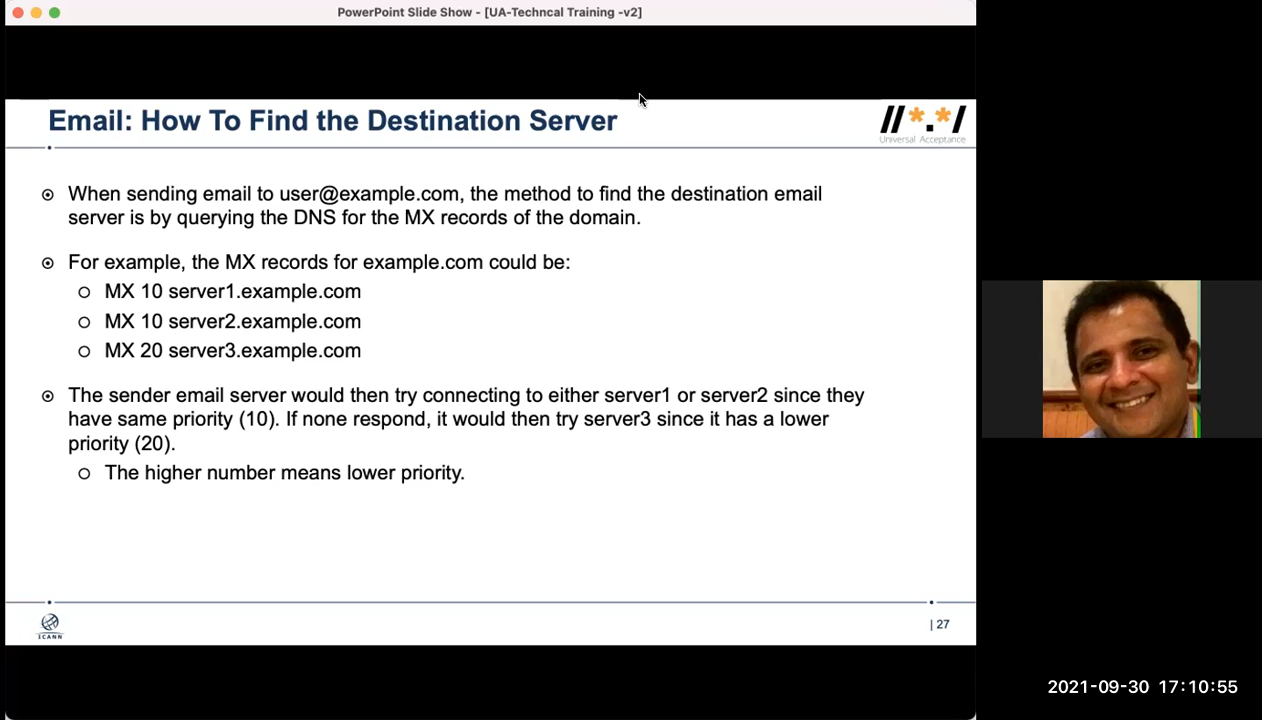 PowerPoint Slide Show - [UA-Techncal Training -v2]
Email: How To Find the Destination Server
//*.*/
Universal Acceptance
When sending email to user@example.com, the method to find the destination email
server is by querying the DNS for the MX records of the domain.
For example, the MX records for example.com could be:
MX 10 server1.example.com
MX 10 server2.example.com
MX 20 server3.example.com
The sender email server would then try connecting to either server1 or server2 since they
have same priority (10). If none respond, it would then try server3 since it has a lower
priority (20).
The higher number means lower priority.
ICANN
| 27
2021-09-30 17:10:55